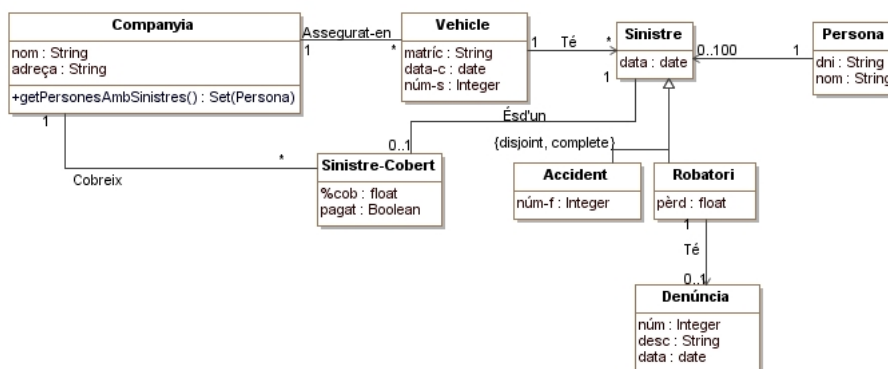 Companyia
nom : String
adreça : String
+getPersonesAmbSinistres() : Set(Persona)
1
Assegurat-en
1
*
Vehicle
matríc : String
data-c : date
núm-s : Integer
1
Té
*
Sinistre
data : date
1
0..100
1
Persona
dni : String
nom : String
Ésd'un
0..1
{disjoint, complete}
Cobreix
*
Sinistre-Cobert
%cob : float
pagat : Boolean
Accident
núm-f : Integer
Robatori
pèrd : float
1
Té
0..1
Denúncia
núm : Integer
desc : String
data : date